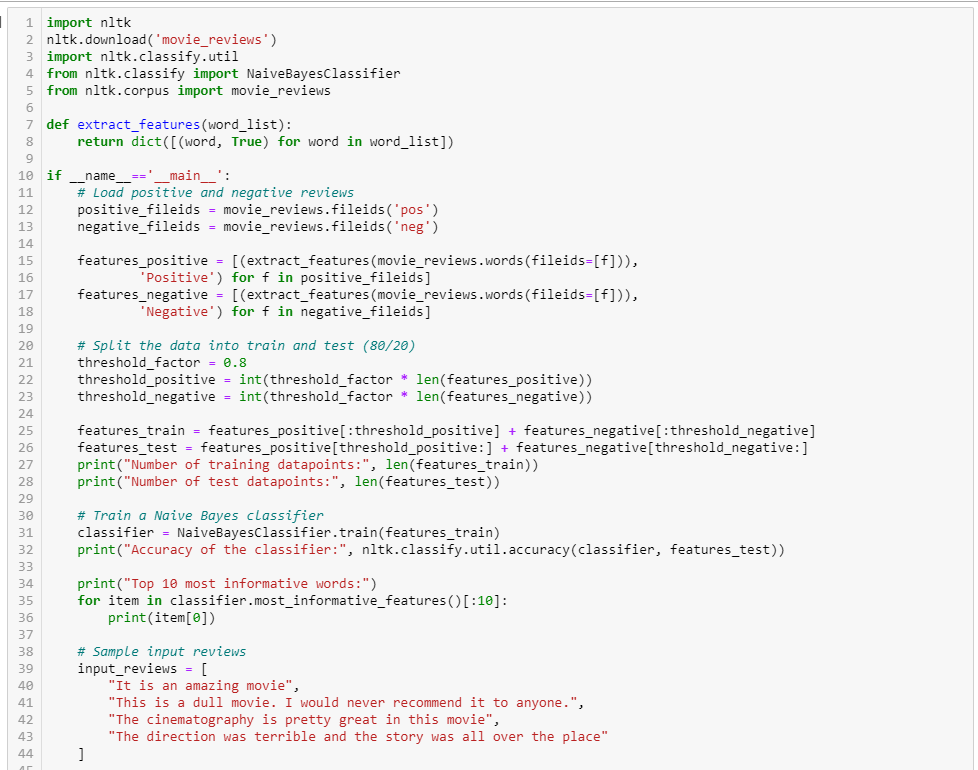 1 import nltk
2 nltk.download('movie_reviews')
3 import nltk.classify.util
4 from nltk.classify import NaiveBayesClassifier
5 from nltk.corpus import movie_reviews
6
7 def extract_features(word_list):
8     return dict([(word, True) for word in word_list])
9
10 if __name__=='__main__':
11     # Load positive and negative reviews
12     positive_fileids = movie_reviews.fileids('pos')
13     negative_fileids = movie_reviews.fileids('neg')
14
15     features_positive = [(extract_features(movie_reviews.words(fileids=[f])),
16             'Positive') for f in positive_fileids]
17     features_negative = [(extract_features(movie_reviews.words(fileids=[f])),
18             'Negative') for f in negative_fileids]
19
20     # Split the data into train and test (80/20)
21     threshold_factor = 0.8
22     threshold_positive = int(threshold_factor * len(features_positive))
23     threshold_negative = int(threshold_factor * len(features_negative))
24
25     features_train = features_positive[:threshold_positive] + features_negative[:threshold_negative]
26     features_test = features_positive[threshold_positive:] + features_negative[threshold_negative:]
27     print("Number of training datapoints:", len(features_train))
28     print("Number of test datapoints:", len(features_test))
29
30     # Train a Naive Bayes classifier
31     classifier = NaiveBayesClassifier.train(features_train)
32     print("Accuracy of the classifier:", nltk.classify.util.accuracy(classifier, features_test))
33
34     print("Top 10 most informative words:")
35     for item in classifier.most_informative_features()[:10]:
36         print(item[0])
37
38     # Sample input reviews
39     input_reviews = [
40         "It is an amazing movie",
41         "This is a dull movie. I would never recommend it to anyone.",
42         "The cinematography is pretty great in this movie",
43         "The direction was terrible and the story was all over the place"
44     ]